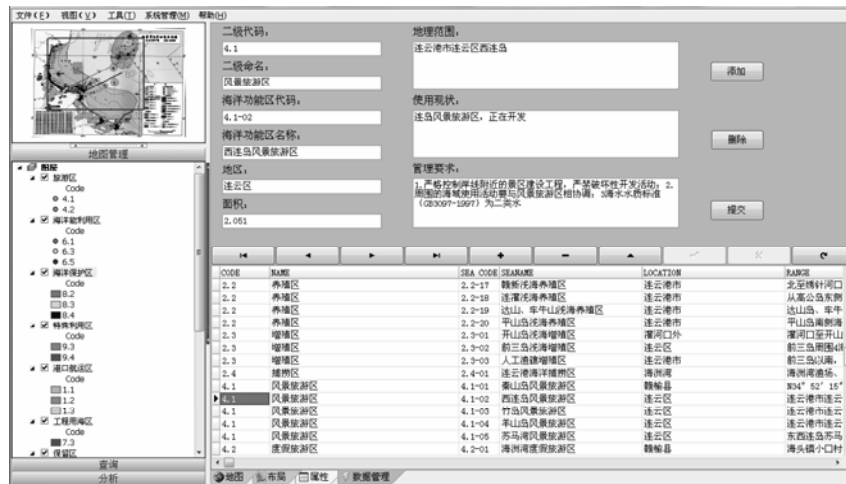 文件(F) 视图(V) 工具(T) 系统管理(M) 帮助(H)
地图管理
图层
旅游区
Code
4.1
4.2
海洋能利用区
Code
6.1
6.3
6.5
海洋保护区
Code
8.2
8.3
8.4
特殊利用区
Code
9.3
9.4
港口航运区
Code
1.1
1.2
1.3
工程用海区
Code
7.3
保留区
查询
分析
二级代码:
4.1
二级命名:
风景旅游区
海洋功能区代码:
4.1-02
海洋功能区名称:
西连岛风景旅游区
地区:
连云区
面积:
2.051
地理范围:
连云港市连云区西连岛
使用现状:
连岛风景旅游区,正在开发
管理要求:
1.严格控制岸线附近的景区建设工程,严禁破坏性开发活动;2.
周围的海域使用活动要与风景旅游区相协调;3海水水质标准
(GB3097-1997)为二类水
添加
删除
提交
CODE NAME SEA CODE SEANAME LOCATION RANGE
2.2 养殖区 2.2-17 赣新浅海养殖区 连云港市 北至绣针河口
2.2 养殖区 2.2-18 连灌浅海养殖区 连云港市 从高公岛东侧
2.2 养殖区 2.2-19 达山、车牛山浅海养殖区 连云港市 达山岛、车牛
2.2 养殖区 2.2-20 平山岛浅海养殖区 连云港市 平山岛南侧海
2.3 增殖区 2.3-01 开山岛浅海增殖区 灌河口外 灌河口至开山
2.3 增殖区 2.3-02 前三岛浅海增殖区 连云区 前三岛周围4海
2.3 增殖区 2.3-03 人工渔礁增殖区 连云港市 前三岛以南,
2.4 捕捞区 2.4-01 连云港海洋捕捞区 海洲湾 海洲湾渔场、
4.1 风景旅游区 4.1-01 秦山岛风景旅游区 赣榆县 N34°52′15″
4.1 风景旅游区 4.1-02 西连岛风景旅游区 连云区 连云港市连云
4.1 风景旅游区 4.1-03 竹岛风景旅游区 连云区 连云港市连云
4.1 风景旅游区 4.1-04 羊山岛风景旅游区 连云区 连云港市连云
4.1 风景旅游区 4.1-05 苏马湾风景旅游区 连云区 东西连岛苏马
4.2 度假旅游区 4.2-01 海洲湾度假旅游区 赣榆县 海头镇小口村
地图 布局 属性 数据管理